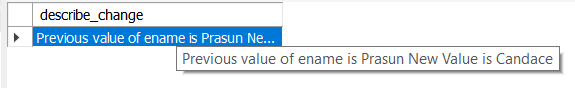 describe_change
Previous value of ename is Prasun Ne...
Previous value of ename is Prasun New Value is Candace